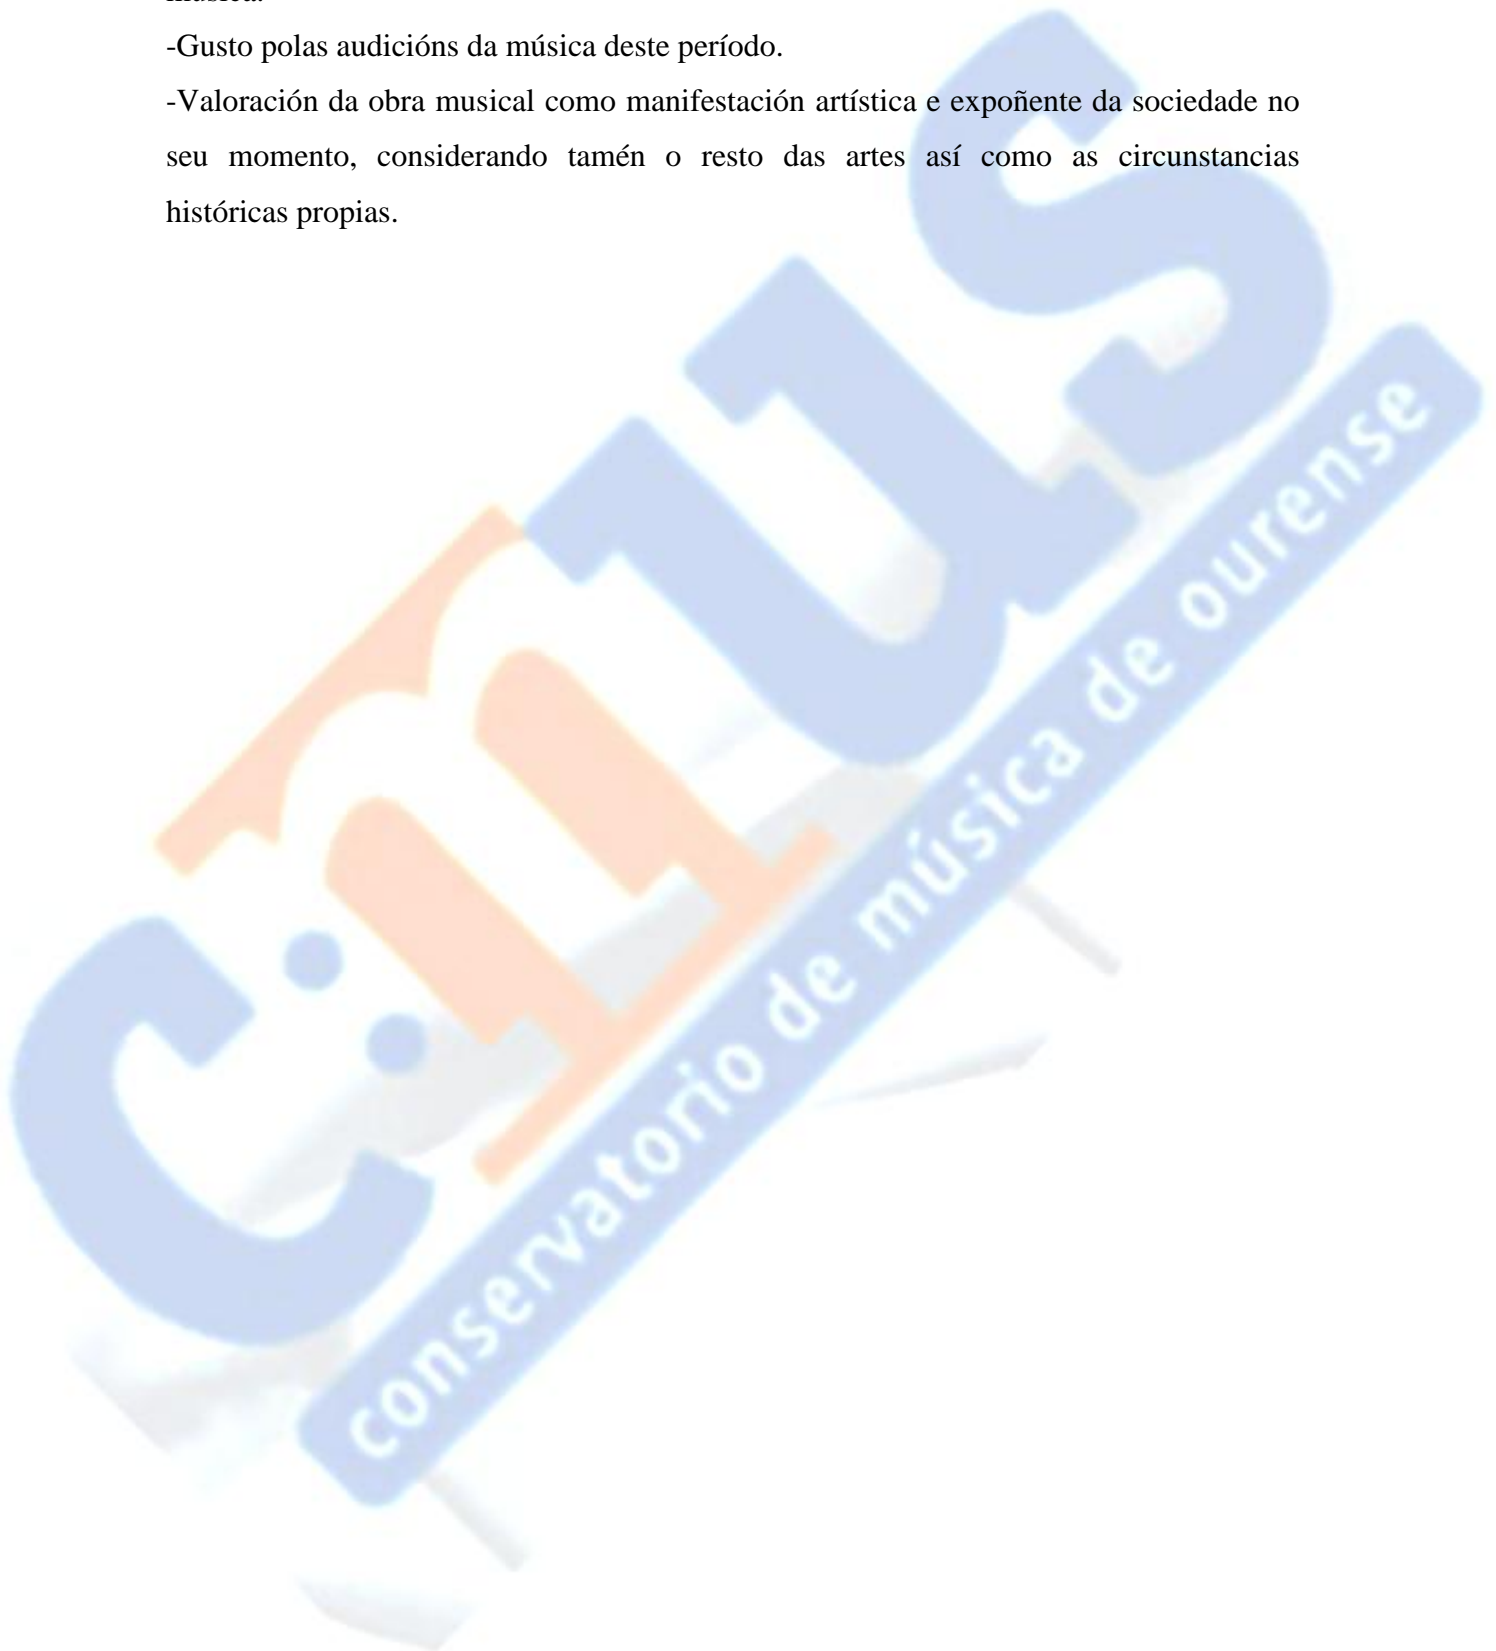 música.
-Gusto polas audicións da música deste período.
-Valoración da obra musical como manifestación artística e expoñente da sociedade no
seu momento, considerando tamén o resto das artes así como as circunstancias
históricas propias.
cmus
conservatorio de música de ourense